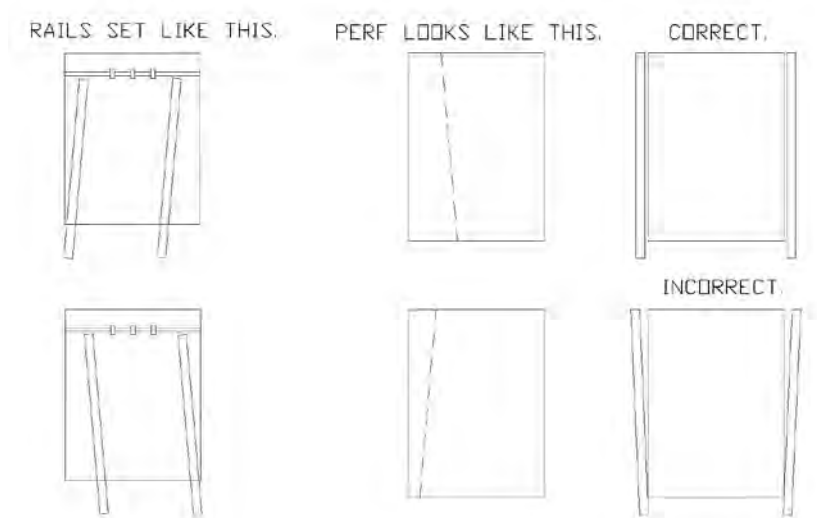 RAILS SET LIKE THIS.
PERF LOOKS LIKE THIS.
CORRECT.
INCORRECT